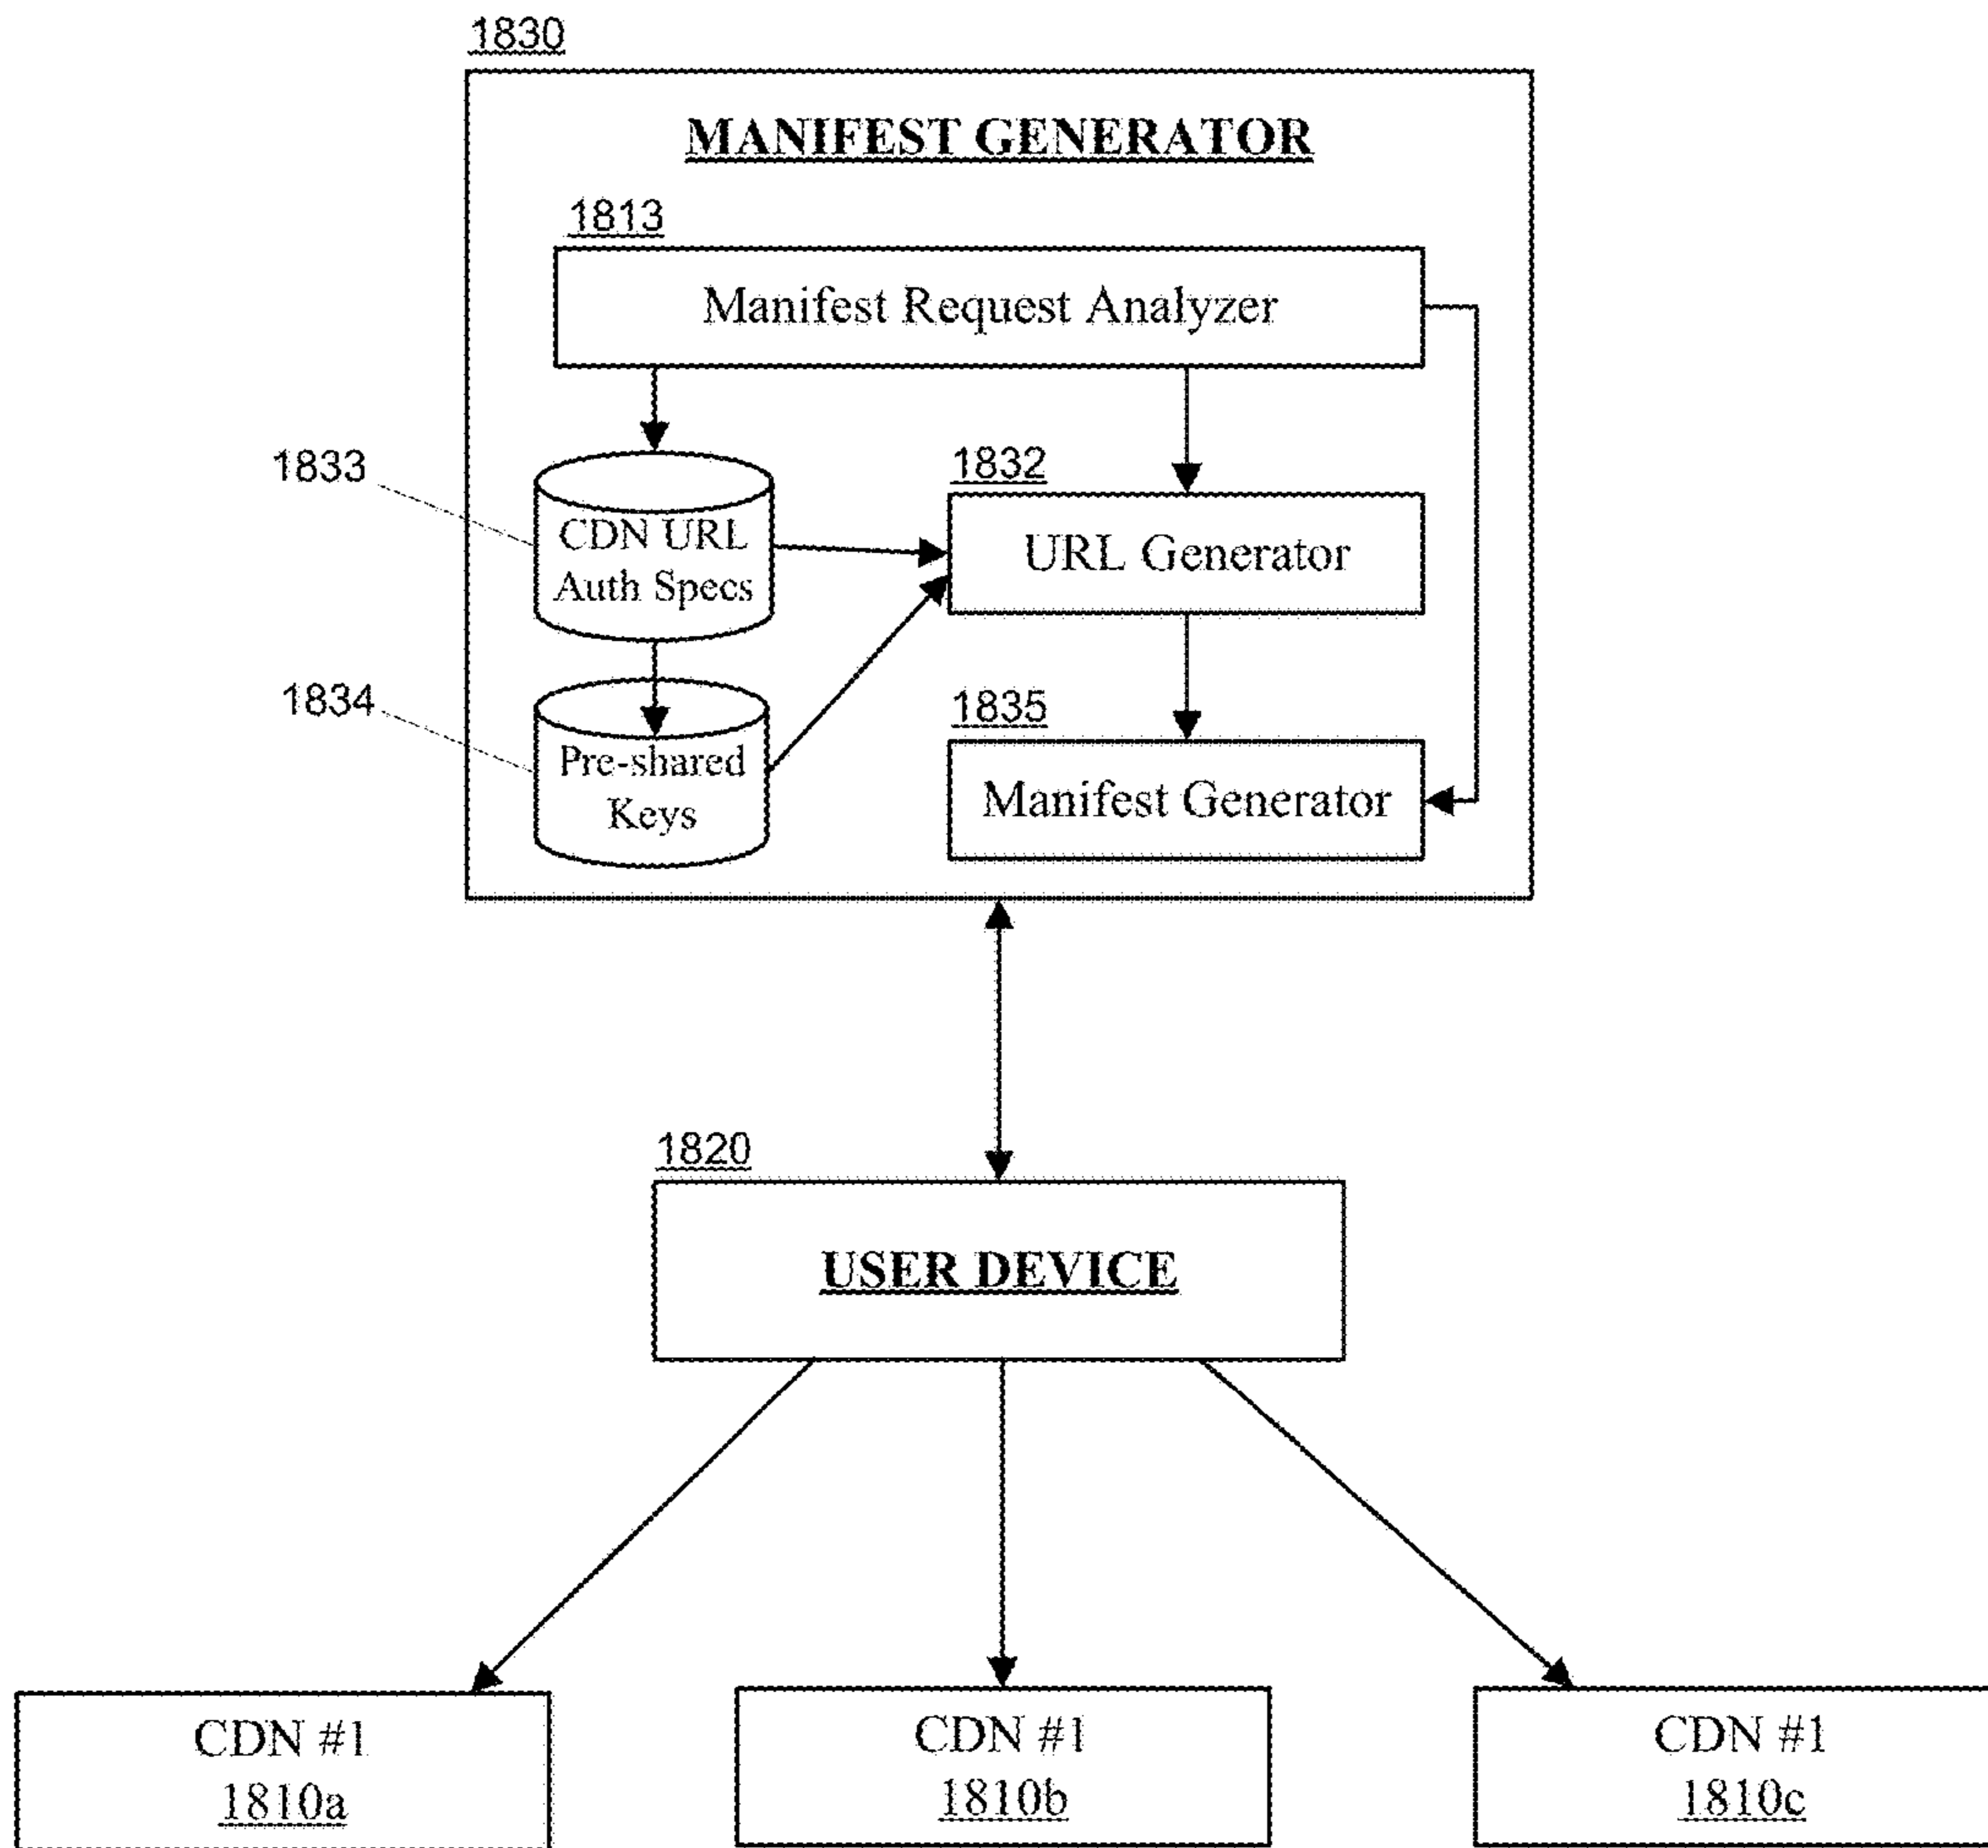 1830
MANIFEST GENERATOR
1813
Manifest Request Analyzer
1833
CDN URL
Auth Specs
1832
URL Generator
1834
Pre-shared
Keys
1835
Manifest Generator
1820
USER DEVICE
CDN #1
1810a
CDN #1
1810b
CDN #1
1810c